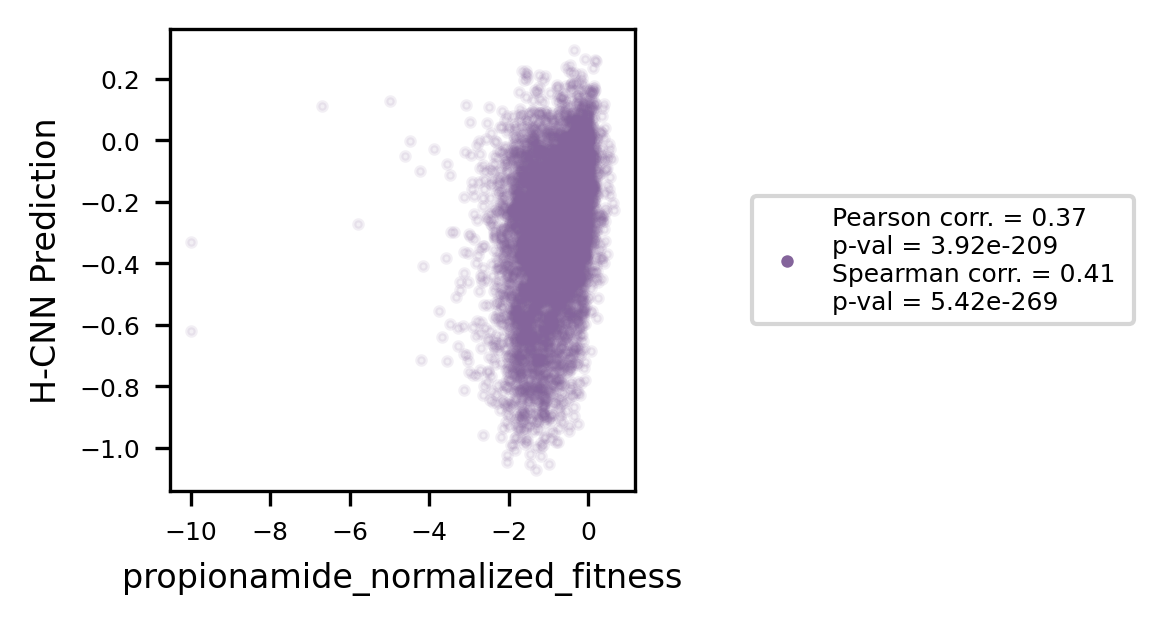 0.2
0.0
−0.2
−0.4
−0.6
−0.8
−1.0
H-CNN Prediction
−10 −8 −6 −4 −2 0
propionamide_normalized_fitness
Pearson corr. = 0.37
p-val = 3.92e-209
Spearman corr. = 0.41
p-val = 5.42e-269